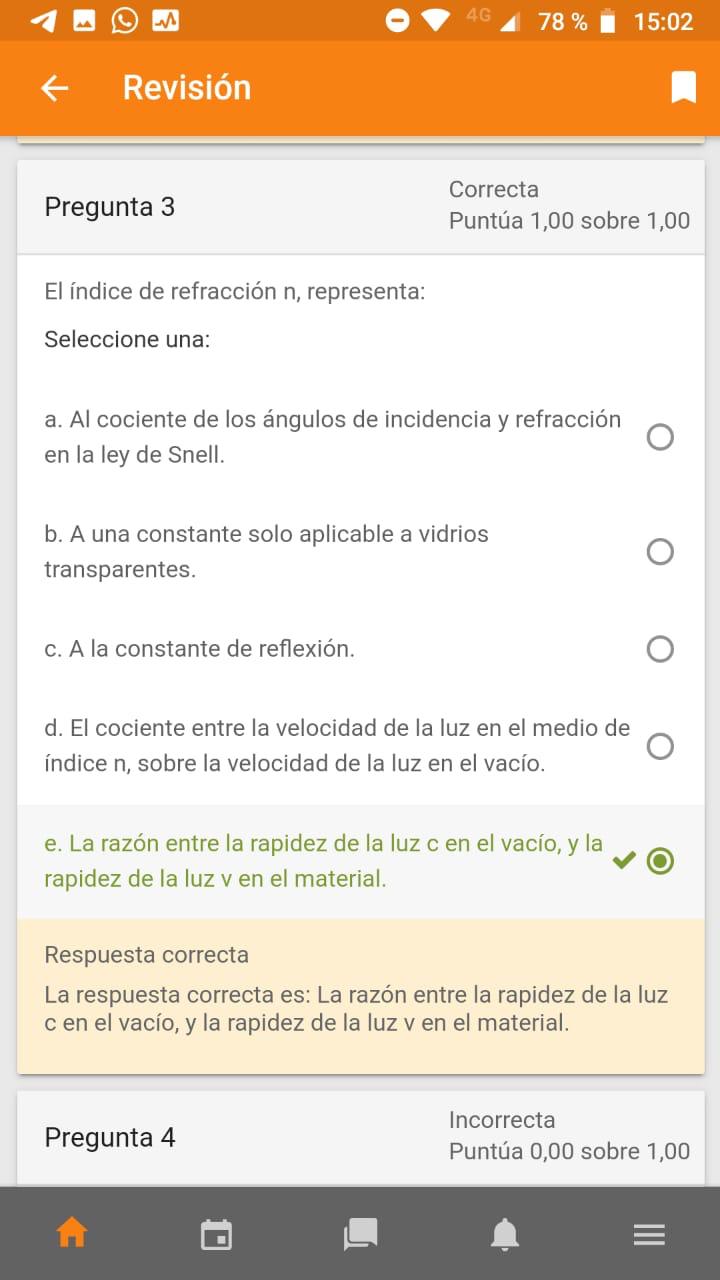 4G 78 % 15:02
Revisión
Pregunta 3
Correcta
Puntúa 1,00 sobre 1,00
El índice de refracción n, representa:
Seleccione una:
a. Al cociente de los ángulos de incidencia y refracción
en la ley de Snell.
b. A una constante solo aplicable a vidrios
transparentes.
c. A la constante de reflexión.
d. El cociente entre la velocidad de la luz en el medio de
índice n, sobre la velocidad de la luz en el vacío.
e. La razón entre la rapidez de la luz c en el vacío, y la
rapidez de la luz v en el material.
Respuesta correcta
La respuesta correcta es: La razón entre la rapidez de la luz
c en el vacío, y la rapidez de la luz v en el material.
Pregunta 4
Incorrecta
Puntúa 0,00 sobre 1,00